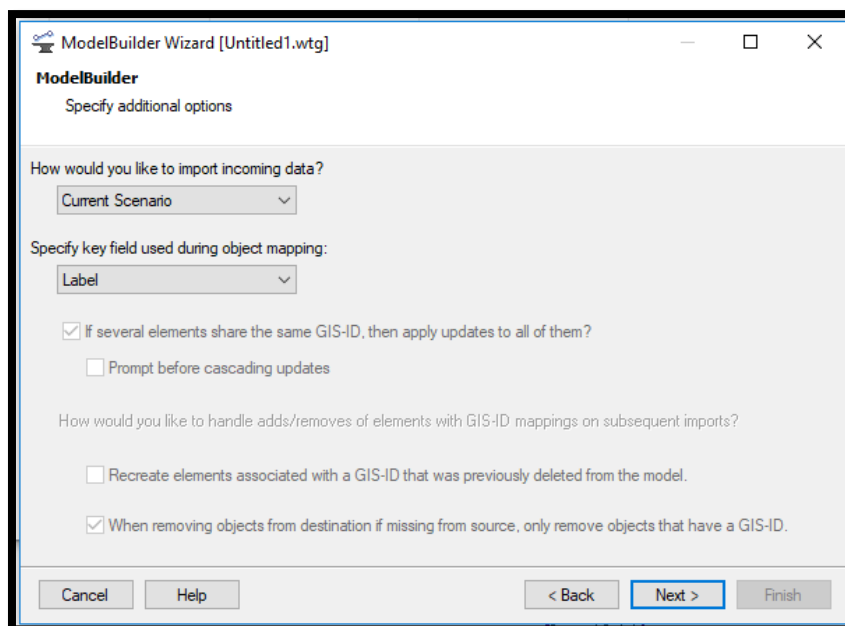 ModelBuilder Wizard [Untitled1.wtg]
ModelBuilder
Specify additional options
How would you like to import incoming data?
Current Scenario
Specify key field used during object mapping:
Label
If several elements share the same GIS-ID, then apply updates to all of them?
Prompt before cascading updates
How would you like to handle adds/removes of elements with GIS-ID mappings on subsequent imports?
Recreate elements associated with a GIS-ID that was previously deleted from the model.
When removing objects from destination if missing from source, only remove objects that have a GIS-ID.
Cancel Help < Back Next > Finish